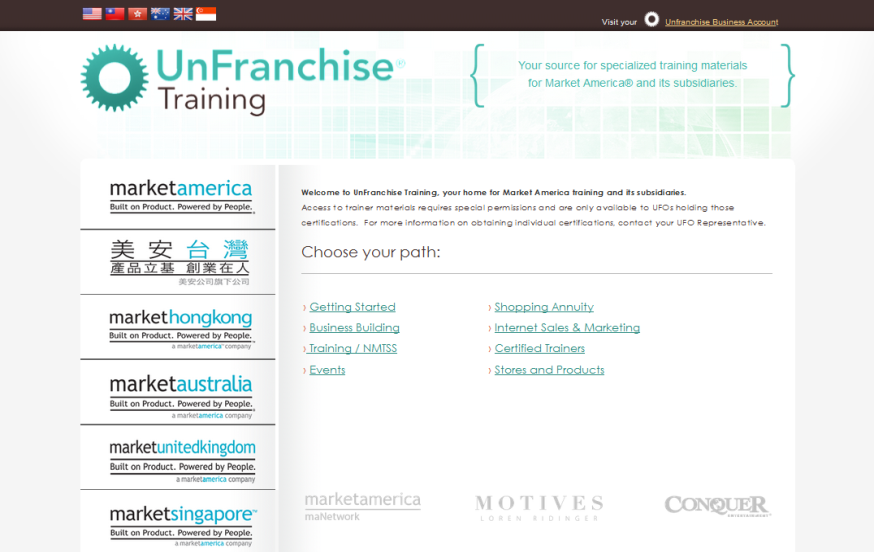 Visit your Unfranchise Business Account
UnFranchise®
Training
Your source for specialized training materials
for Market America® and its subsidiaries.
marketamerica
Built on Product. Powered by People.
美安台灣
產品立基 創業在人
美安公司旗下公司
markethongkong
Built on Product. Powered by People.
a marketamerica® company
marketaustralia
Built on Product. Powered by People.
a marketamerica company
marketunitedkingdom
Built on Product. Powered by People.
a marketamerica company
marketsingapore™
Built on Product. Powered by People.
a marketamerica company
Welcome to UnFranchise Training, your home for Market America training and its subsidiaries.
Access to trainer materials requires special permissions and are only available to UFOs holding those
certifications. For more information on obtaining individual certifications, contact your UFO Representative.
Choose your path:
› Getting Started
› Business Building
› Training / NMTSS
› Events
› Shopping Annuity
› Internet Sales & Marketing
› Certified Trainers
› Stores and Products
marketamerica
maNetwork
MOTIVES
LOREN RIDINGER
CONQUER
ENTERTAINMENT